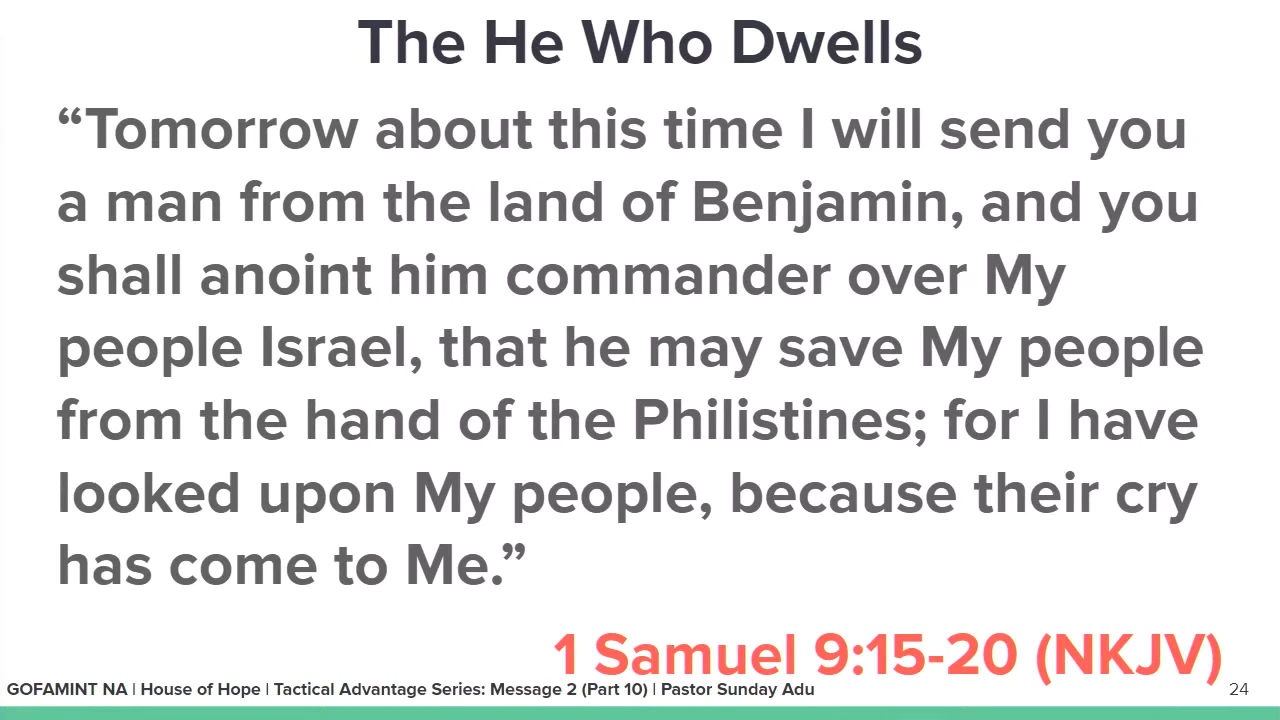 The He Who Dwells
“Tomorrow about this time I will send you
a man from the land of Benjamin, and you
shall anoint him commander over My
people Israel, that he may save My people
from the hand of the Philistines; for I have
looked upon My people, because their cry
has come to Me.”
1 Samuel 9:15-20 (NKJV)
GOFAMINT NA | House of Hope | Tactical Advantage Series: Message 2 (Part 10) | Pastor Sunday Adu
24